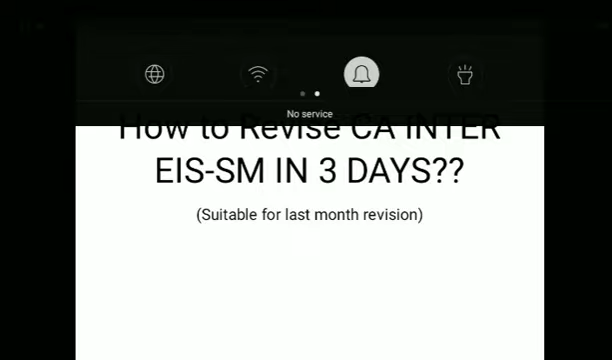 No service
How to Revise CA INTER
EIS-SM IN 3 DAYS??
(Suitable for last month revision)